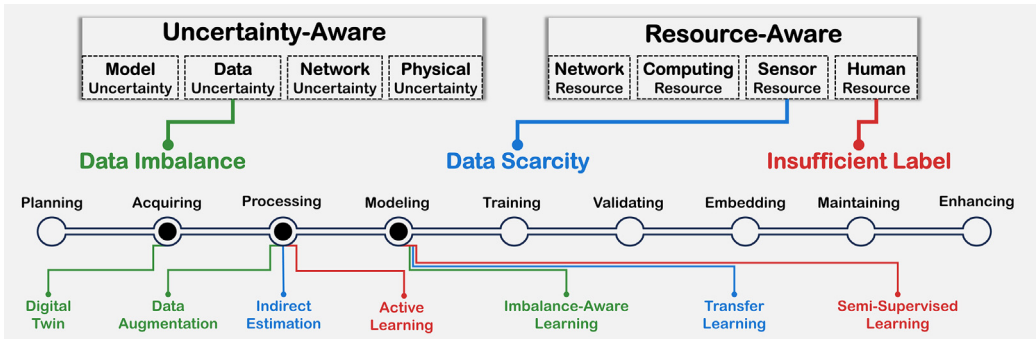 Uncertainty-Aware
Resource-Aware
Model
Uncertainty
Data
Uncertainty
Network
Uncertainty
Physical
Uncertainty
Network
Resource
Computing
Resource
Sensor
Resource
Human
Resource
Data Imbalance
Data Scarcity
Insufficient Label
Planning
Acquiring
Processing
Modeling
Training
Validating
Embedding
Maintaining
Enhancing
Digital
Twin
Data
Augmentation
Indirect
Estimation
Active
Learning
Imbalance-Aware
Learning
Transfer
Learning
Semi-Supervised
Learning